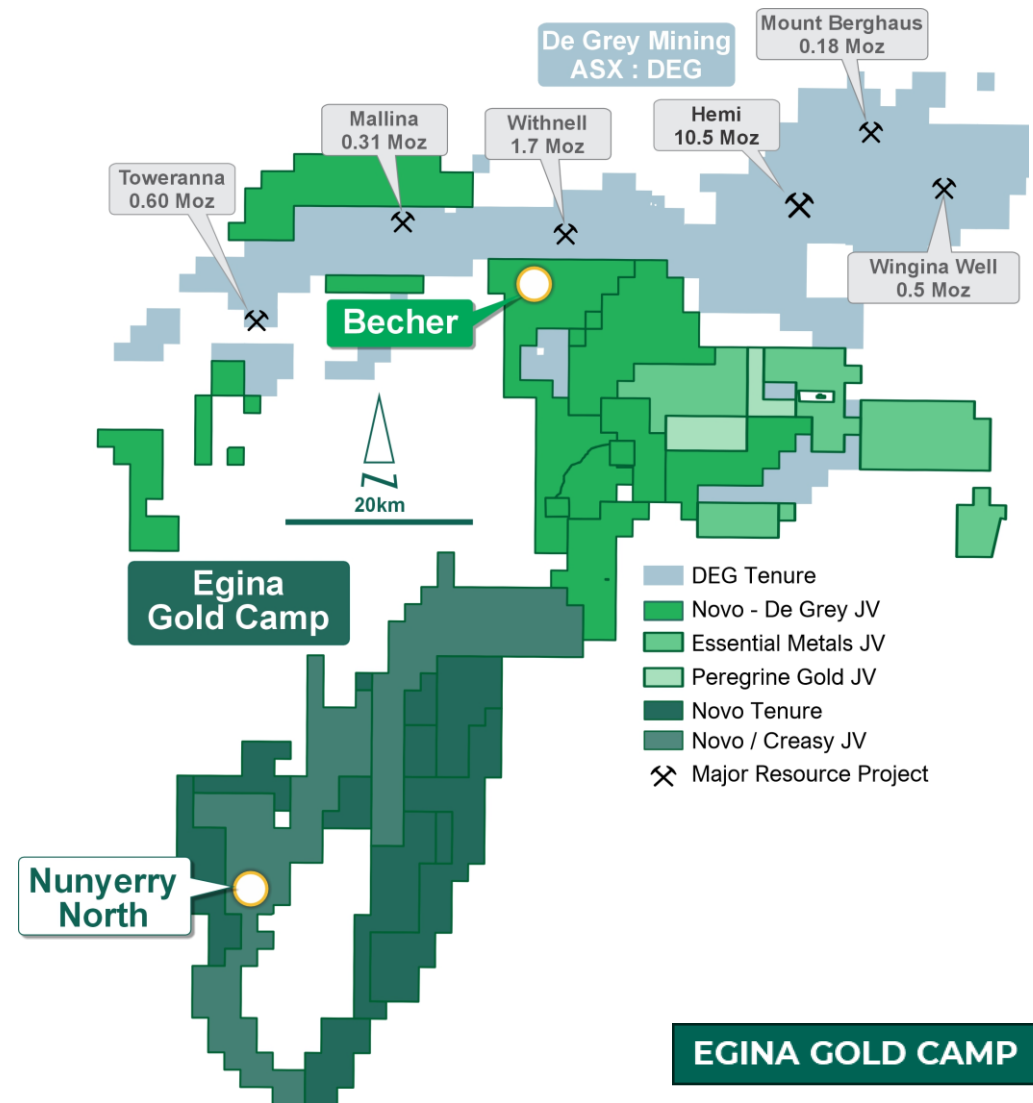 De Grey Mining
ASX : DEG
Mount Berghaus
0.18 Moz
Mallina
0.31 Moz
Withnell
1.7 Moz
Hemi
10.5 Moz
Toweranna
0.60 Moz
Wingina Well
0.5 Moz
Becher
N
20km
Egina
Gold Camp
DEG Tenure
Novo - De Grey JV
Essential Metals JV
Peregrine Gold JV
Novo Tenure
Novo / Creasy JV
Major Resource Project
Nunyerry
North
EGINA GOLD CAMP